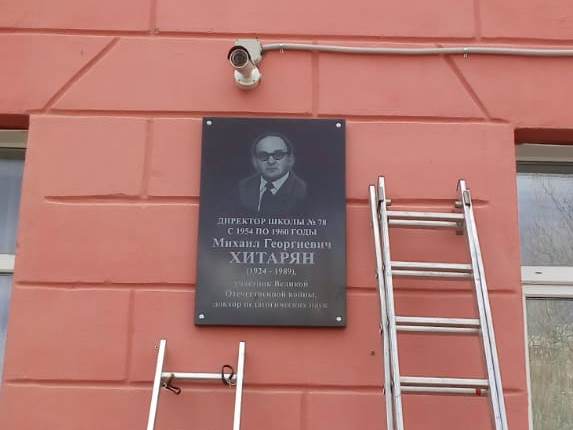 ДИРЕКТОР ШКОЛЫ № 78
С 1954 ПО 1960 ГОДЫ
Михаил Георгиевич
ХИТАРЯН
(1924 - 1989),
участник Великой
Отечественной войны,
доктор педагогических наук